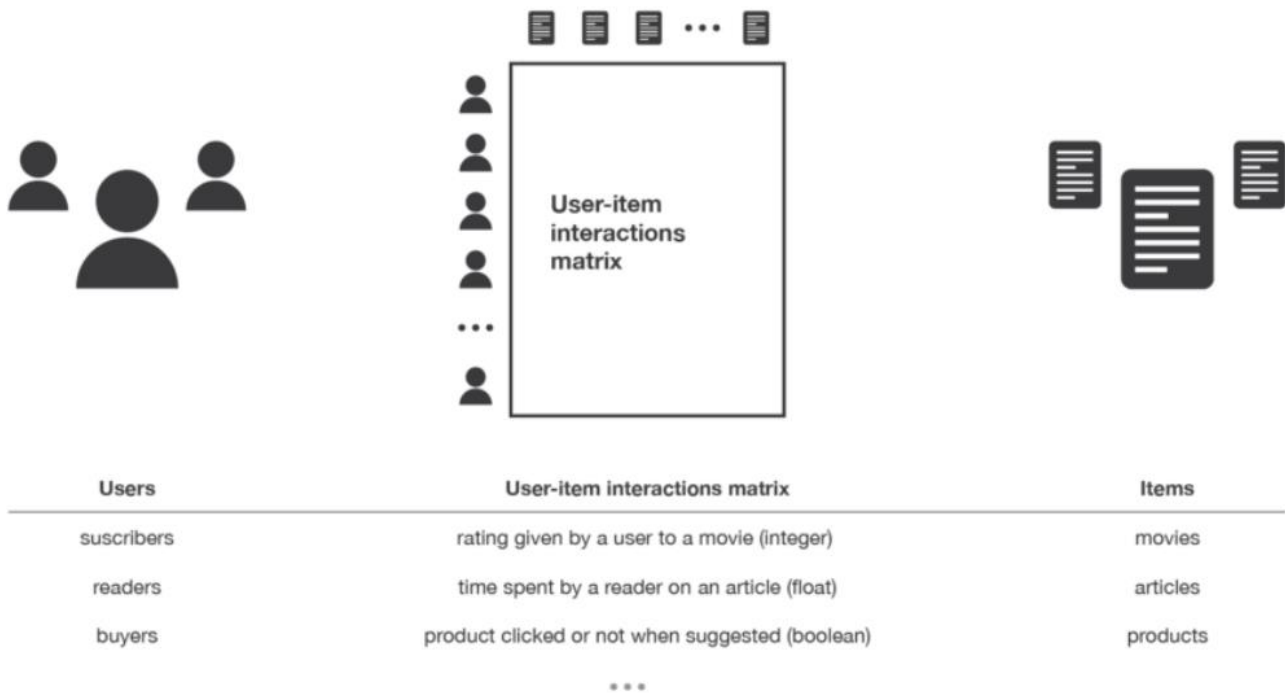 User-item
interactions
matrix
Users User-item interactions matrix Items
suscribers rating given by a user to a movie (integer) movies
readers time spent by a reader on an article (float) articles
buyers product clicked or not when suggested (boolean) products